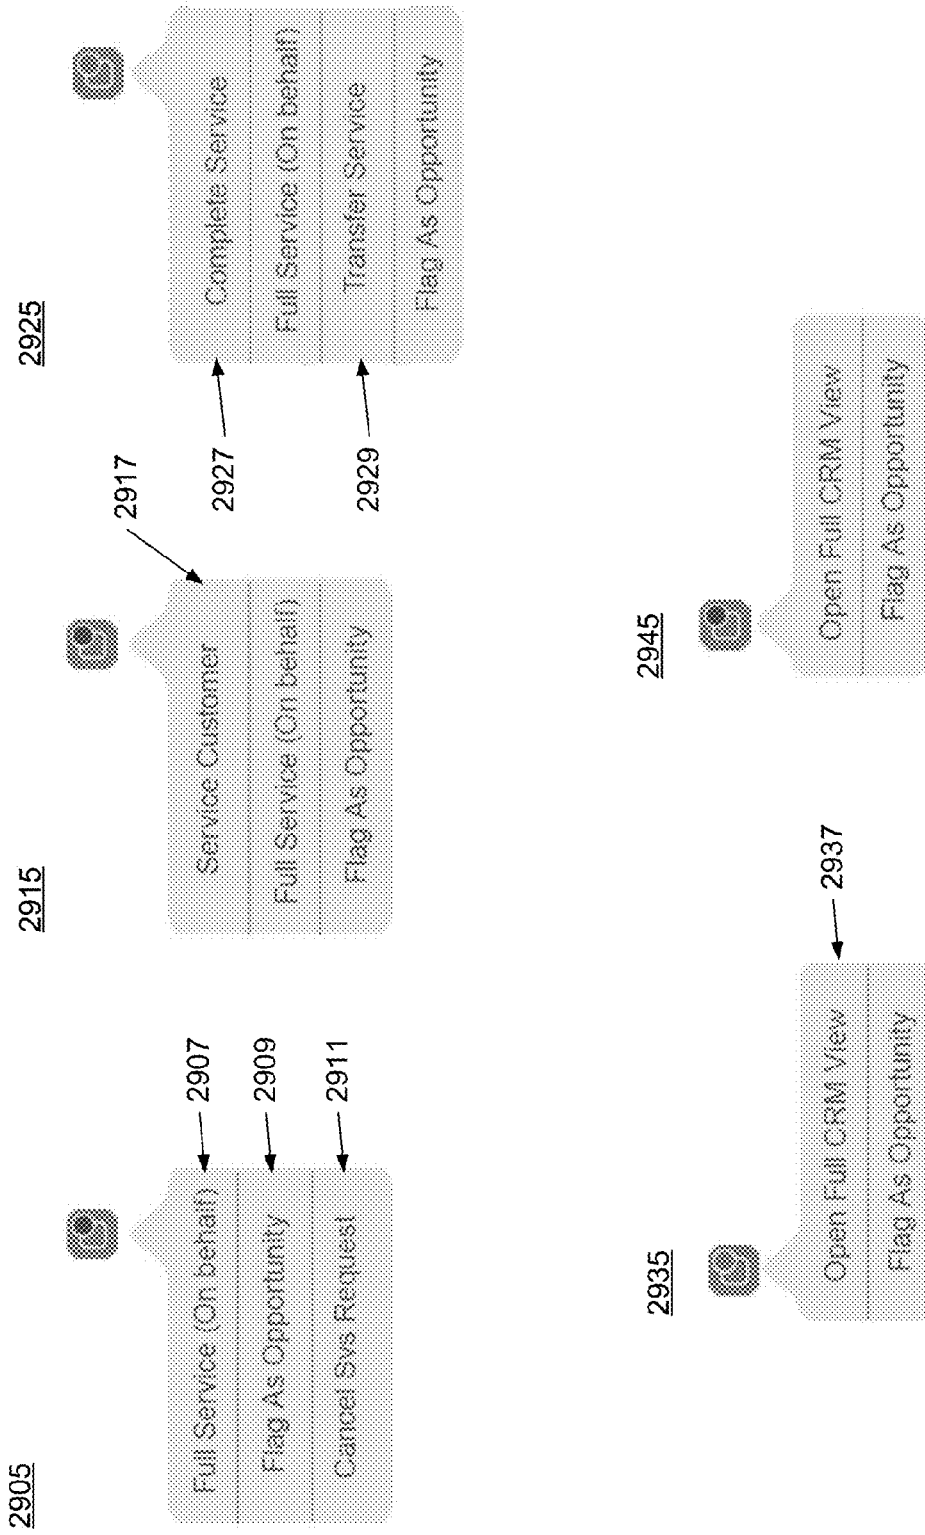 2905
Full Service (On behalf)
2907
Flag As Opportunity
2909
Cancel Svs Request
2911
2915
2917
Service Customer
Full Service (On behalf)
Flag As Opportunity
2925
Complete Service
2927
Full Service (On behalf)
Transfer Service
2929
Flag As Opportunity
2935
Open Full CRM View
2937
Flag As Opportunity
2945
Open Full CRM View
Flag As Opportunity